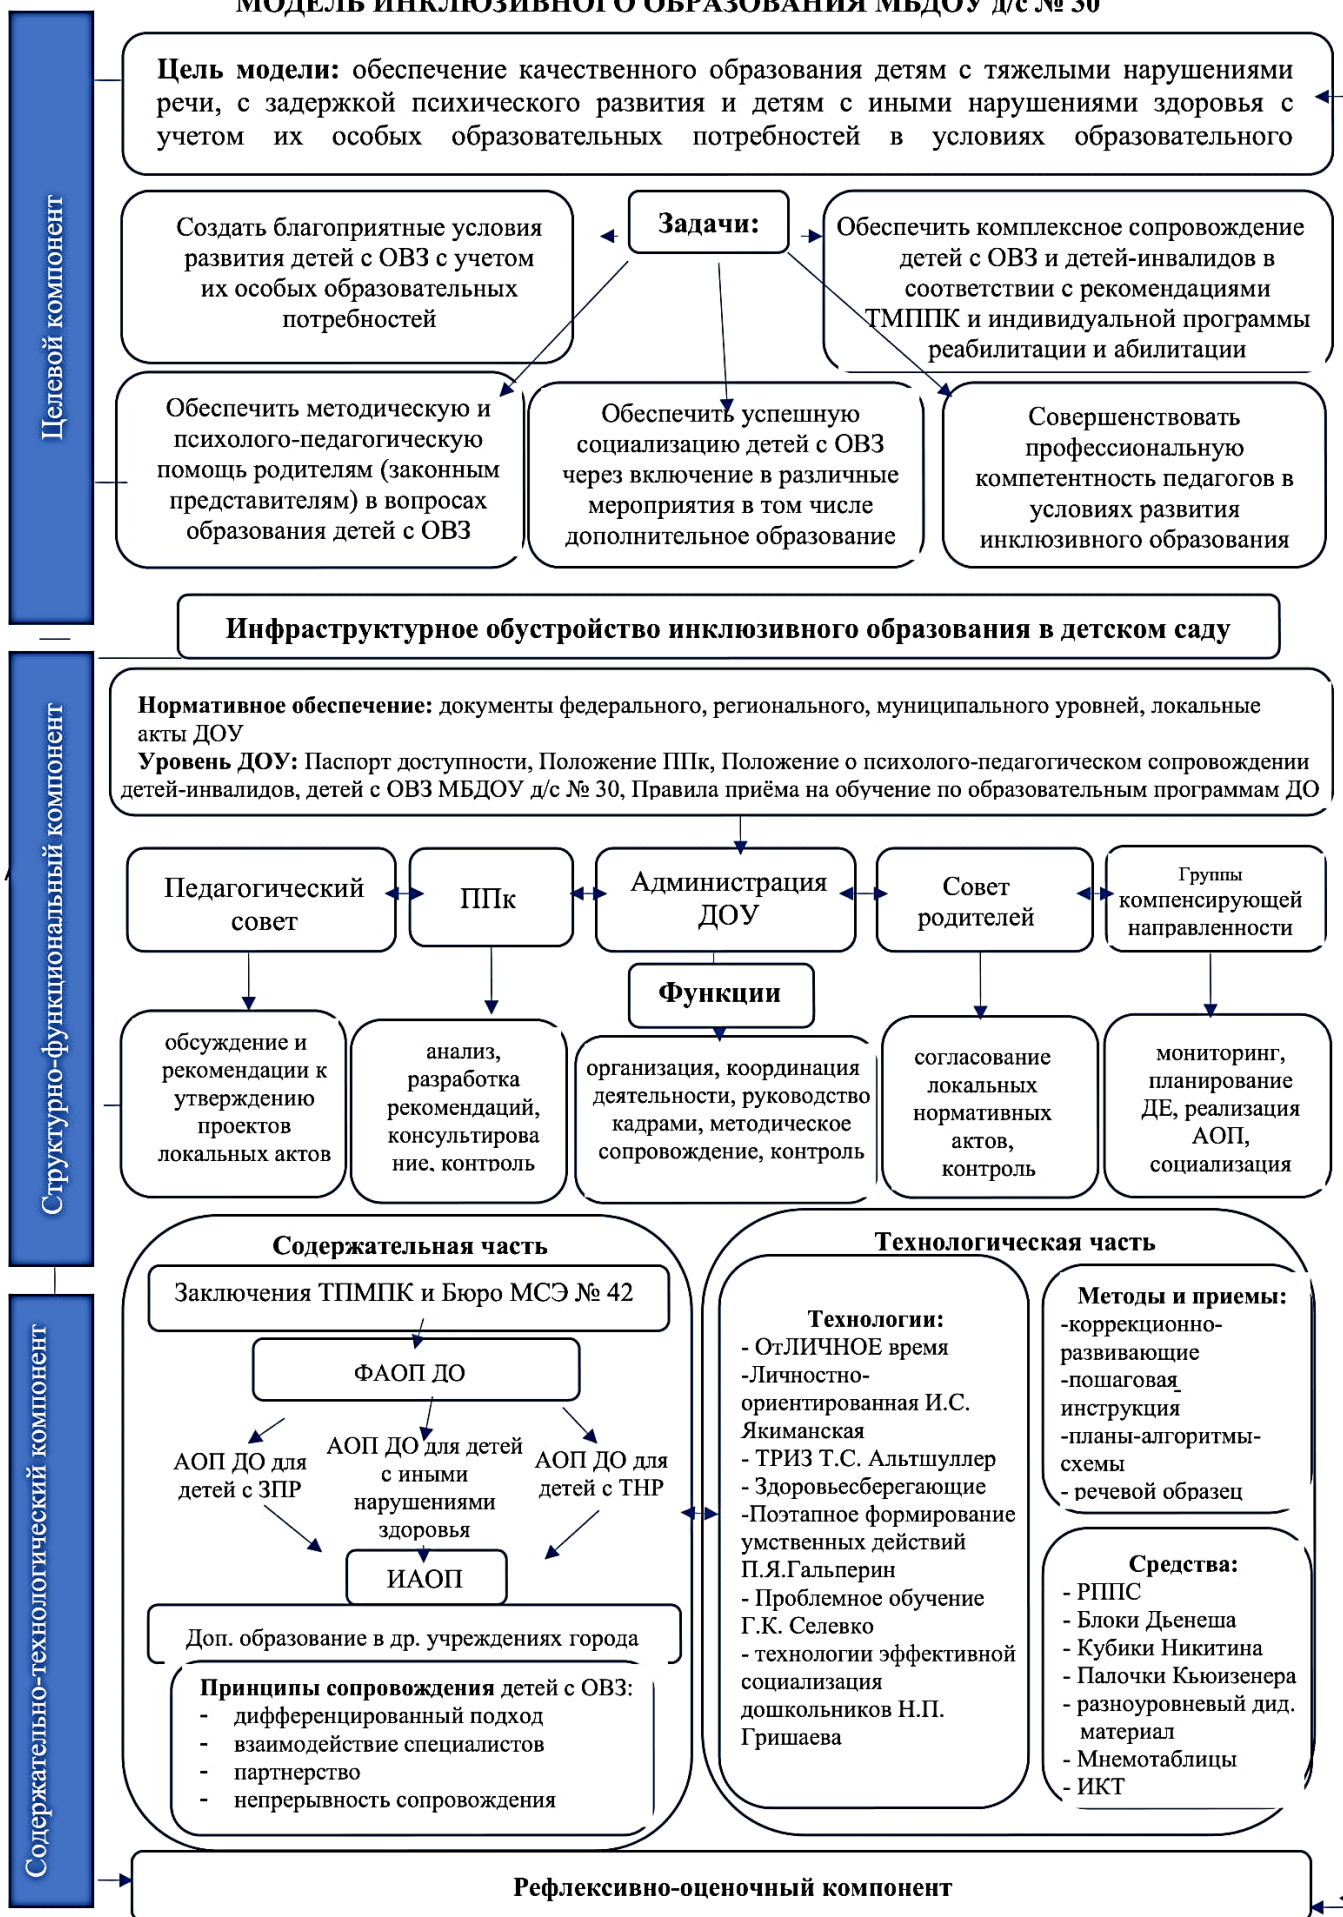 МОДЕЛЬ ИНКЛЮЗИВНОГО ОБРАЗОВАНИЯ МБДОУ д/с № 30
Целевой компонент
Цель модели: обеспечение качественного образования детям с тяжелыми нарушениями
речи, с задержкой психического развития и детям с иными нарушениями здоровья с
учетом их особых образовательных потребностей в условиях образовательного
Задачи:
Создать благоприятные условия
развития детей с ОВЗ с учетом
их особых образовательных
потребностей
Обеспечить комплексное сопровождение
детей с ОВЗ и детей-инвалидов в
соответствии с рекомендациями
ТМППК и индивидуальной программы
реабилитации и абилитации
Обеспечить методическую и
психолого-педагогическую
помощь родителям (законным
представителям) в вопросах
образования детей с ОВЗ
Обеспечить успешную
социализацию детей с ОВЗ
через включение в различные
мероприятия в том числе
дополнительное образование
Совершенствовать
профессиональную
компетентность педагогов в
условиях развития
инклюзивного образования
Структурно-функциональный компонент
Инфраструктурное обустройство инклюзивного образования в детском саду
Нормативное обеспечение: документы федерального, регионального, муниципального уровней, локальные
акты ДОУ
Уровень ДОУ: Паспорт доступности, Положение ППк, Положение о психолого-педагогическом сопровождении
детей-инвалидов, детей с ОВЗ МБДОУ д/с № 30, Правила приёма на обучение по образовательным программам ДО
Педагогический
совет
ППк
Администрация
ДОУ
Совет
родителей
Группы
компенсирующей
направленности
Функции
обсуждение и
рекомендации к
утверждению
проектов
локальных актов
анализ,
разработка
рекомендаций,
консультирова
ние, контроль
организация, координация
деятельности, руководство
кадрами, методическое
сопровождение, контроль
согласование
локальных
нормативных
актов,
контроль
мониторинг,
планирование
ДЕ, реализация
АОП,
социализация
Содержательно-технологический компонент
Содержательная часть
Заключения ТПМПК и Бюро МСЭ № 42
ФАОП ДО
АОП ДО для
детей с ЗПР
АОП ДО для детей
с иными
нарушениями
здоровья
АОП ДО для
детей с ТНР
ИАОП
Доп. образование в др. учреждениях города
Принципы сопровождения детей с ОВЗ:
- дифференцированный подход
- взаимодействие специалистов
- партнерство
- непрерывность сопровождения
Технологическая часть
Технологии:
- ОтЛИЧНОЕ время
-Личностно-
ориентированная И.С.
Якиманская
- ТРИЗ Т.С. Альтшуллер
- Здоровьесберегающие
-Поэтапное формирование
умственных действий
П.Я.Гальперин
- Проблемное обучение
Г.К. Селевко
- технологии эффективной
социализация
дошкольников Н.П.
Гришаева
Методы и приемы:
-коррекционно-
развивающие
-пошаговая
инструкция
-планы-алгоритмы-
схемы
- речевой образец
Средства:
- РППС
- Блоки Дьенеша
- Кубики Никитина
- Палочки Кьюизенера
- разноуровневый дид.
материал
- Мнемотаблицы
- ИКТ
Рефлексивно-оценочный компонент